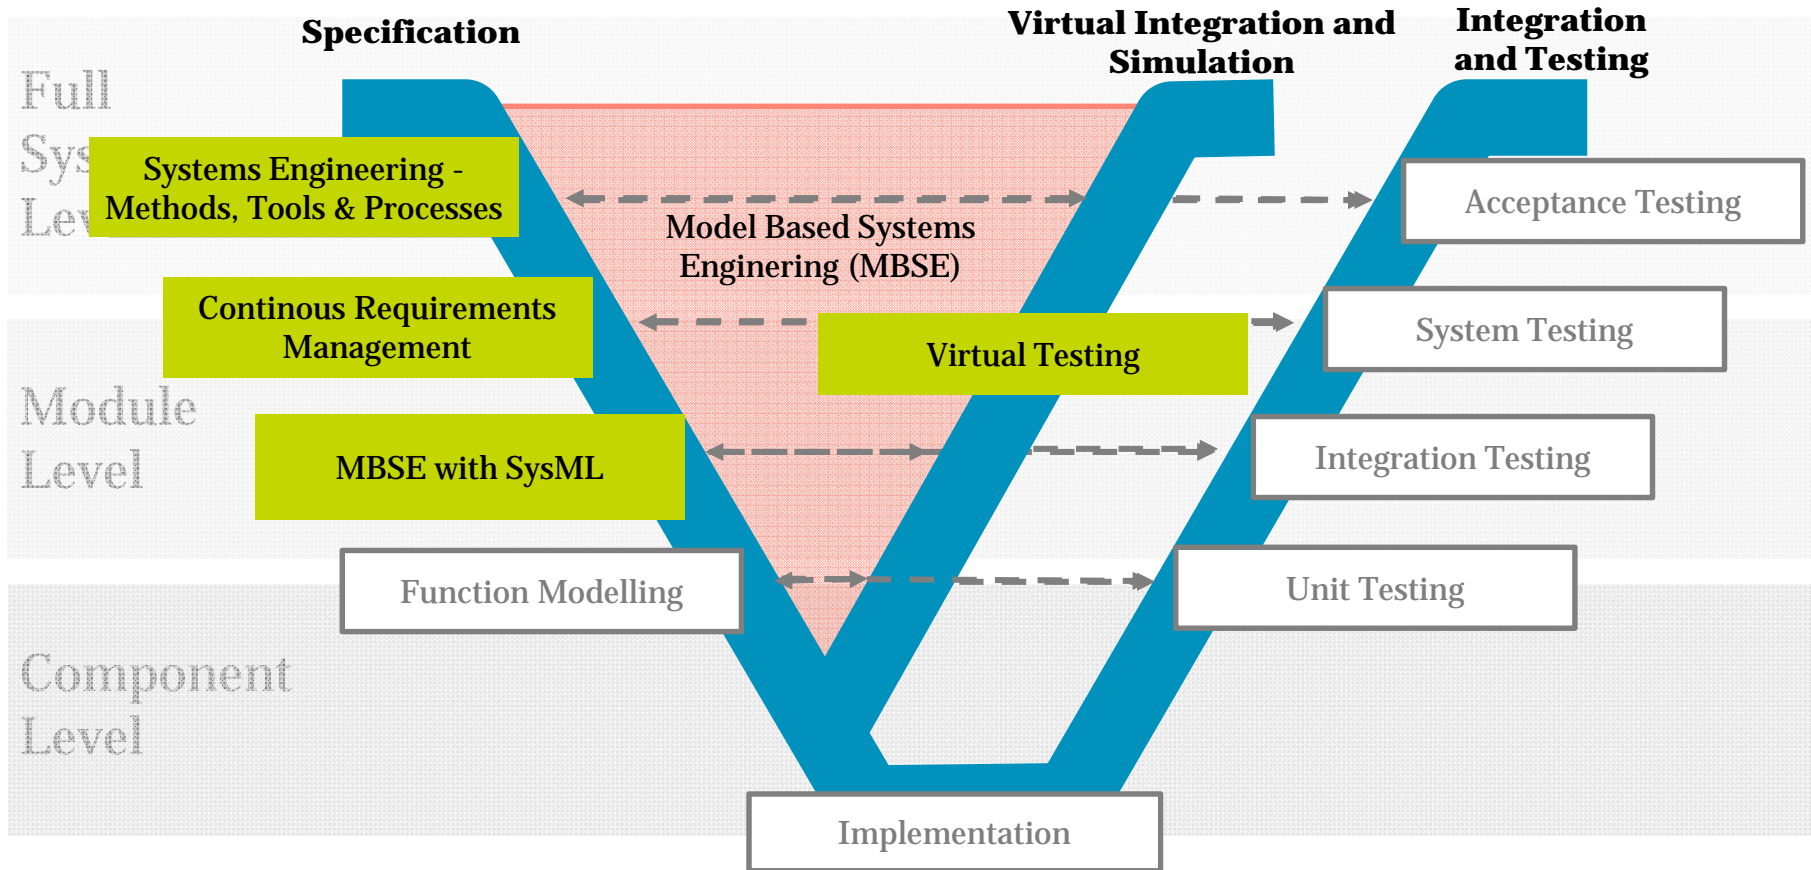 Specification
Virtual Integration and
Simulation
Integration
and Testing
Full
Sys
Lev
Systems Engineering -
Methods, Tools & Processes
Model Based Systems
Enginering (MBSE)
Acceptance Testing
Continous Requirements
Management
Virtual Testing
System Testing
Module
Level
MBSE with SysML
Integration Testing
Function Modelling
Unit Testing
Component
Level
Implementation